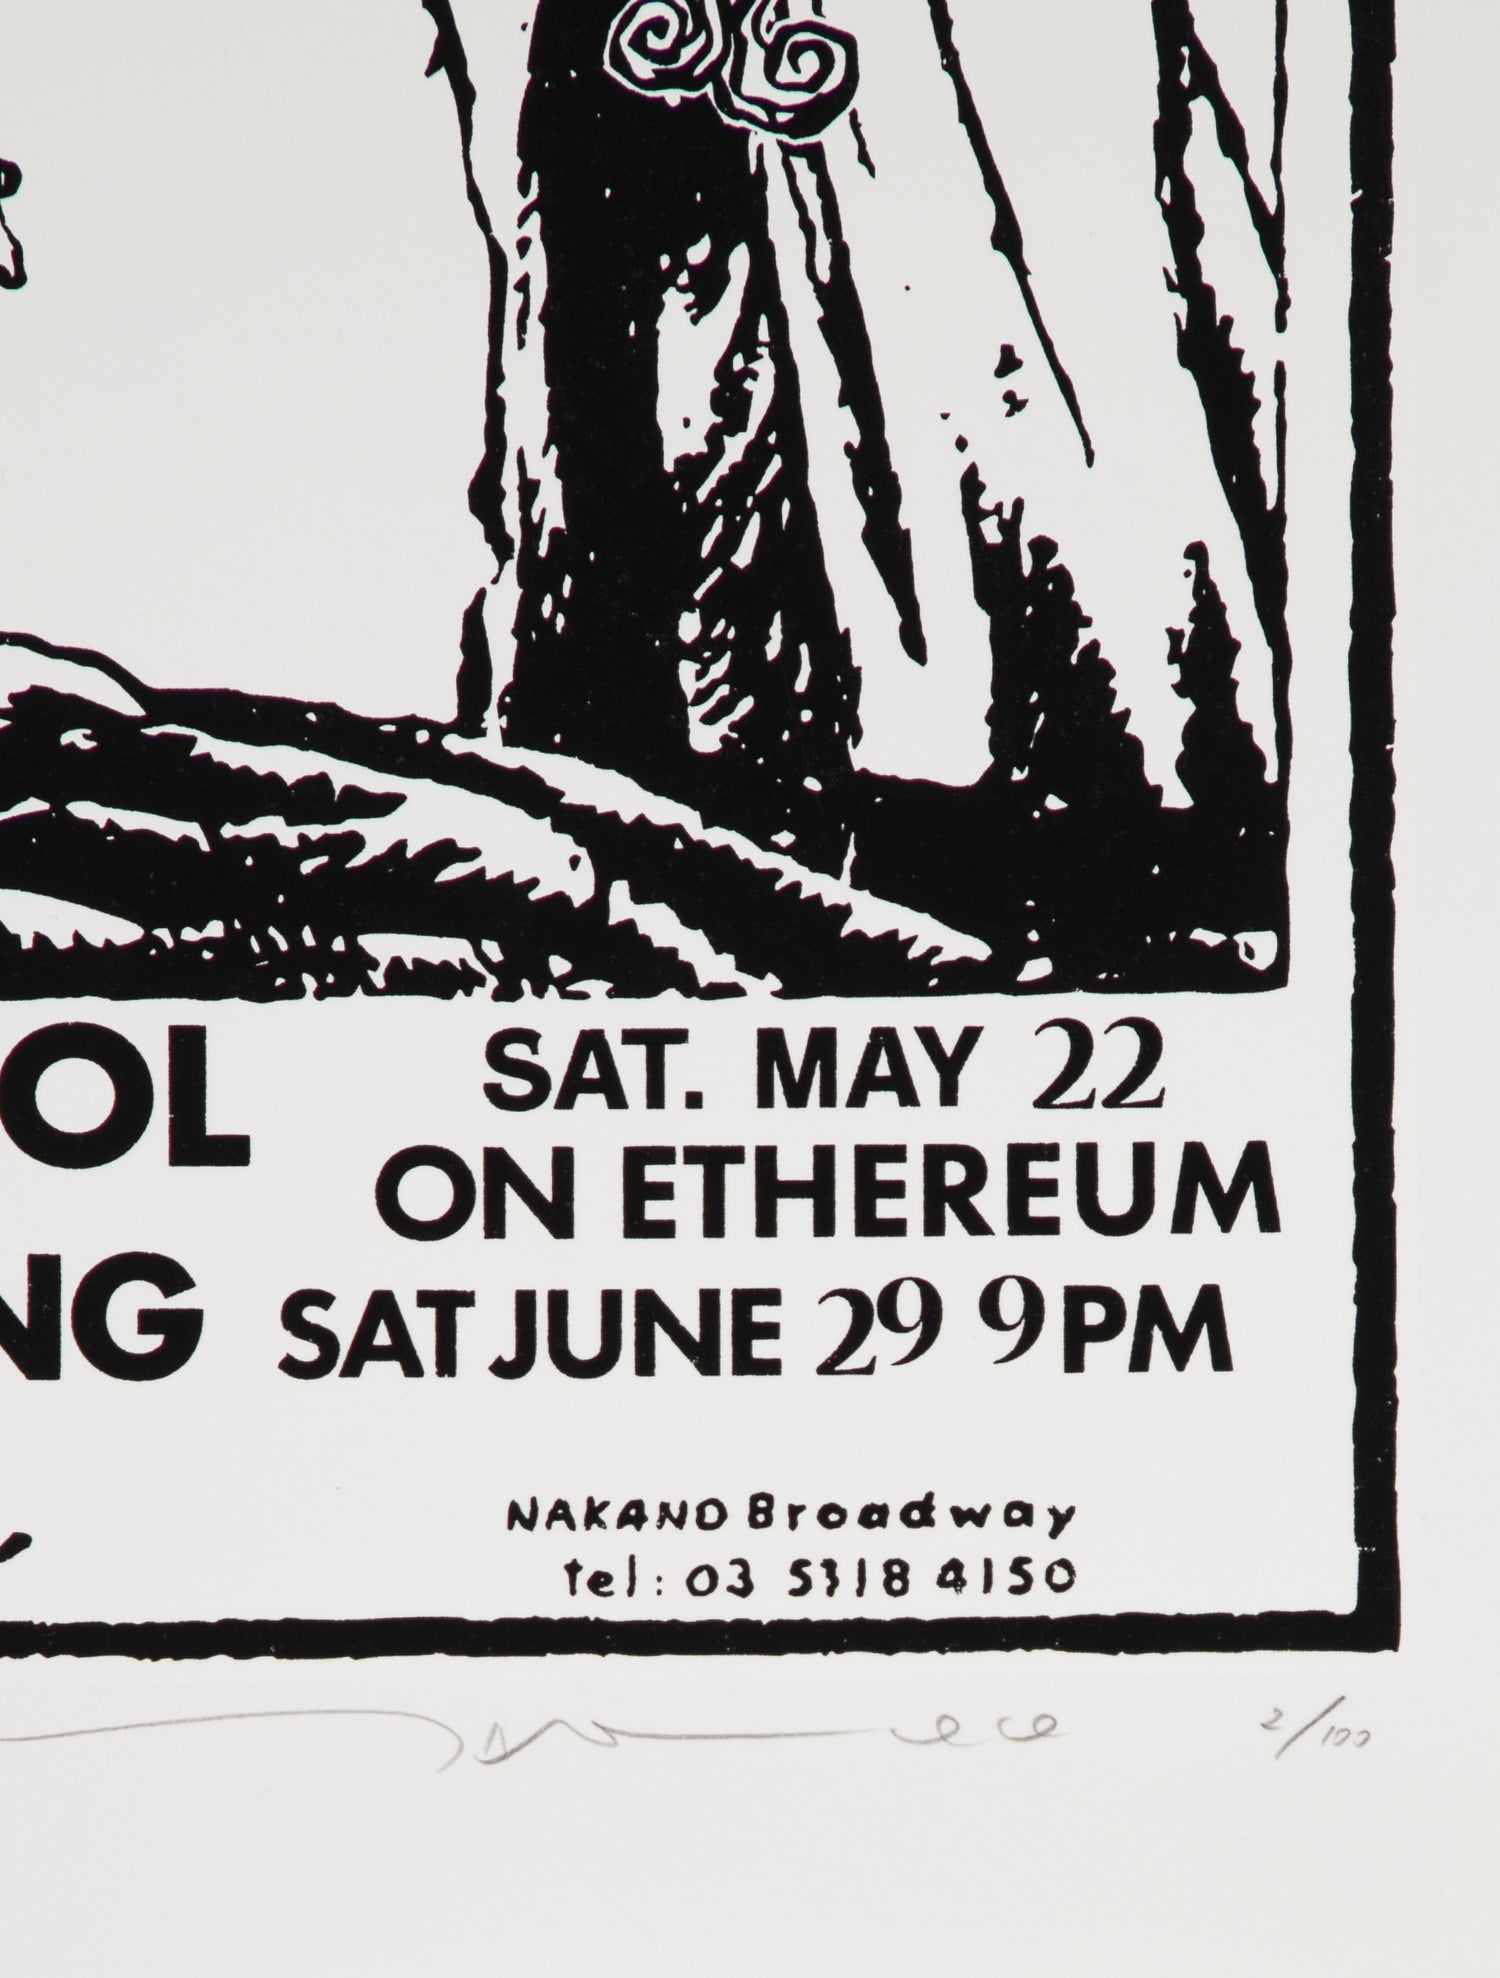 OL
SAT. MAY 22
ON ETHEREUM
NG
SAT JUNE 29 9PM
NAKANO Broadway
tel: 03 5318 4150
2/100